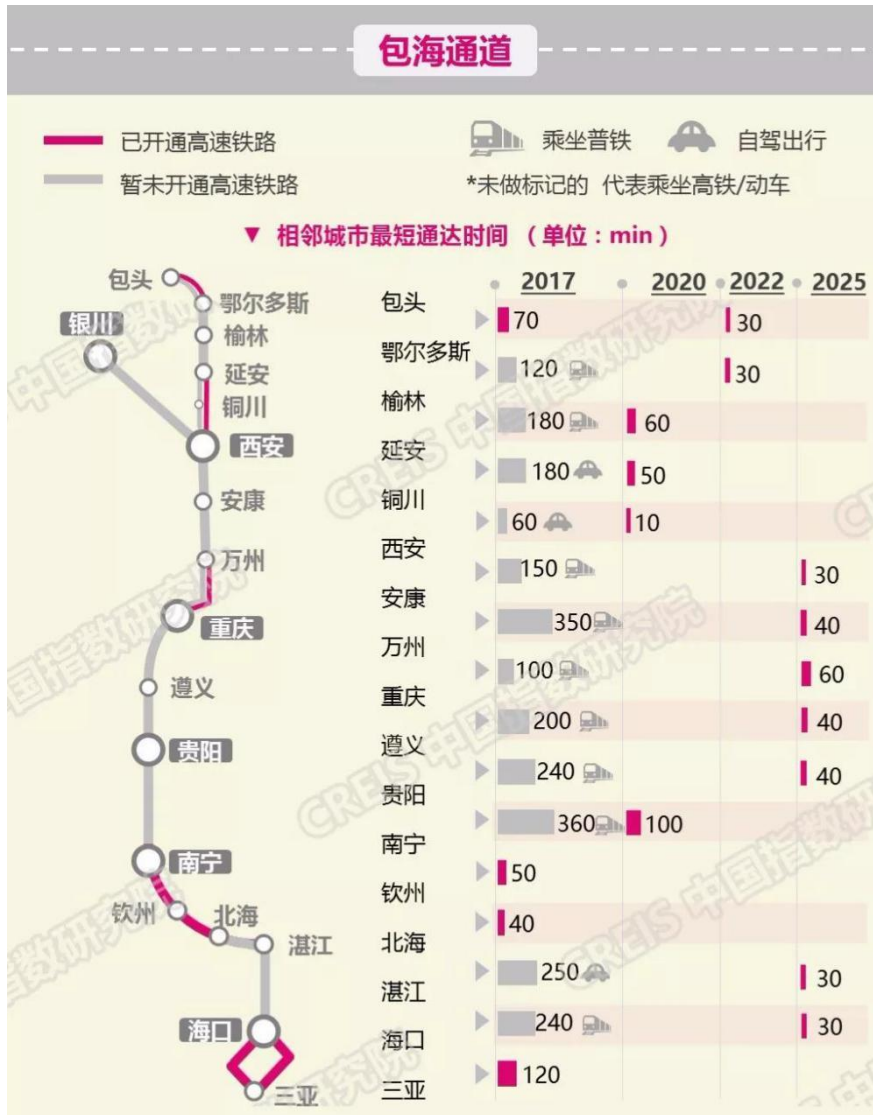 包海通道
已开通高速铁路
乘坐普铁
自驾出行
暂未开通高速铁路
*未做标记的 代表乘坐高铁/动车
▼ 相邻城市最短通达时间 (单位:min)
包头
鄂尔多斯
银川
榆林
延安
铜川
西安
安康
万州
重庆
遵义
贵阳
南宁
钦州
北海
湛江
海口
三亚
2017 2020 2022 2025
包头
70 30
鄂尔多斯
120 30
榆林
180 60
延安
180 50
铜川
60 10
西安
150 30
安康
350 40
万州
100 60
重庆
200 40
遵义
240 40
贵阳
360 100
南宁
50
钦州
40
北海
250 30
湛江
240 30
海口
120
三亚
CREIS 中国指数研究院